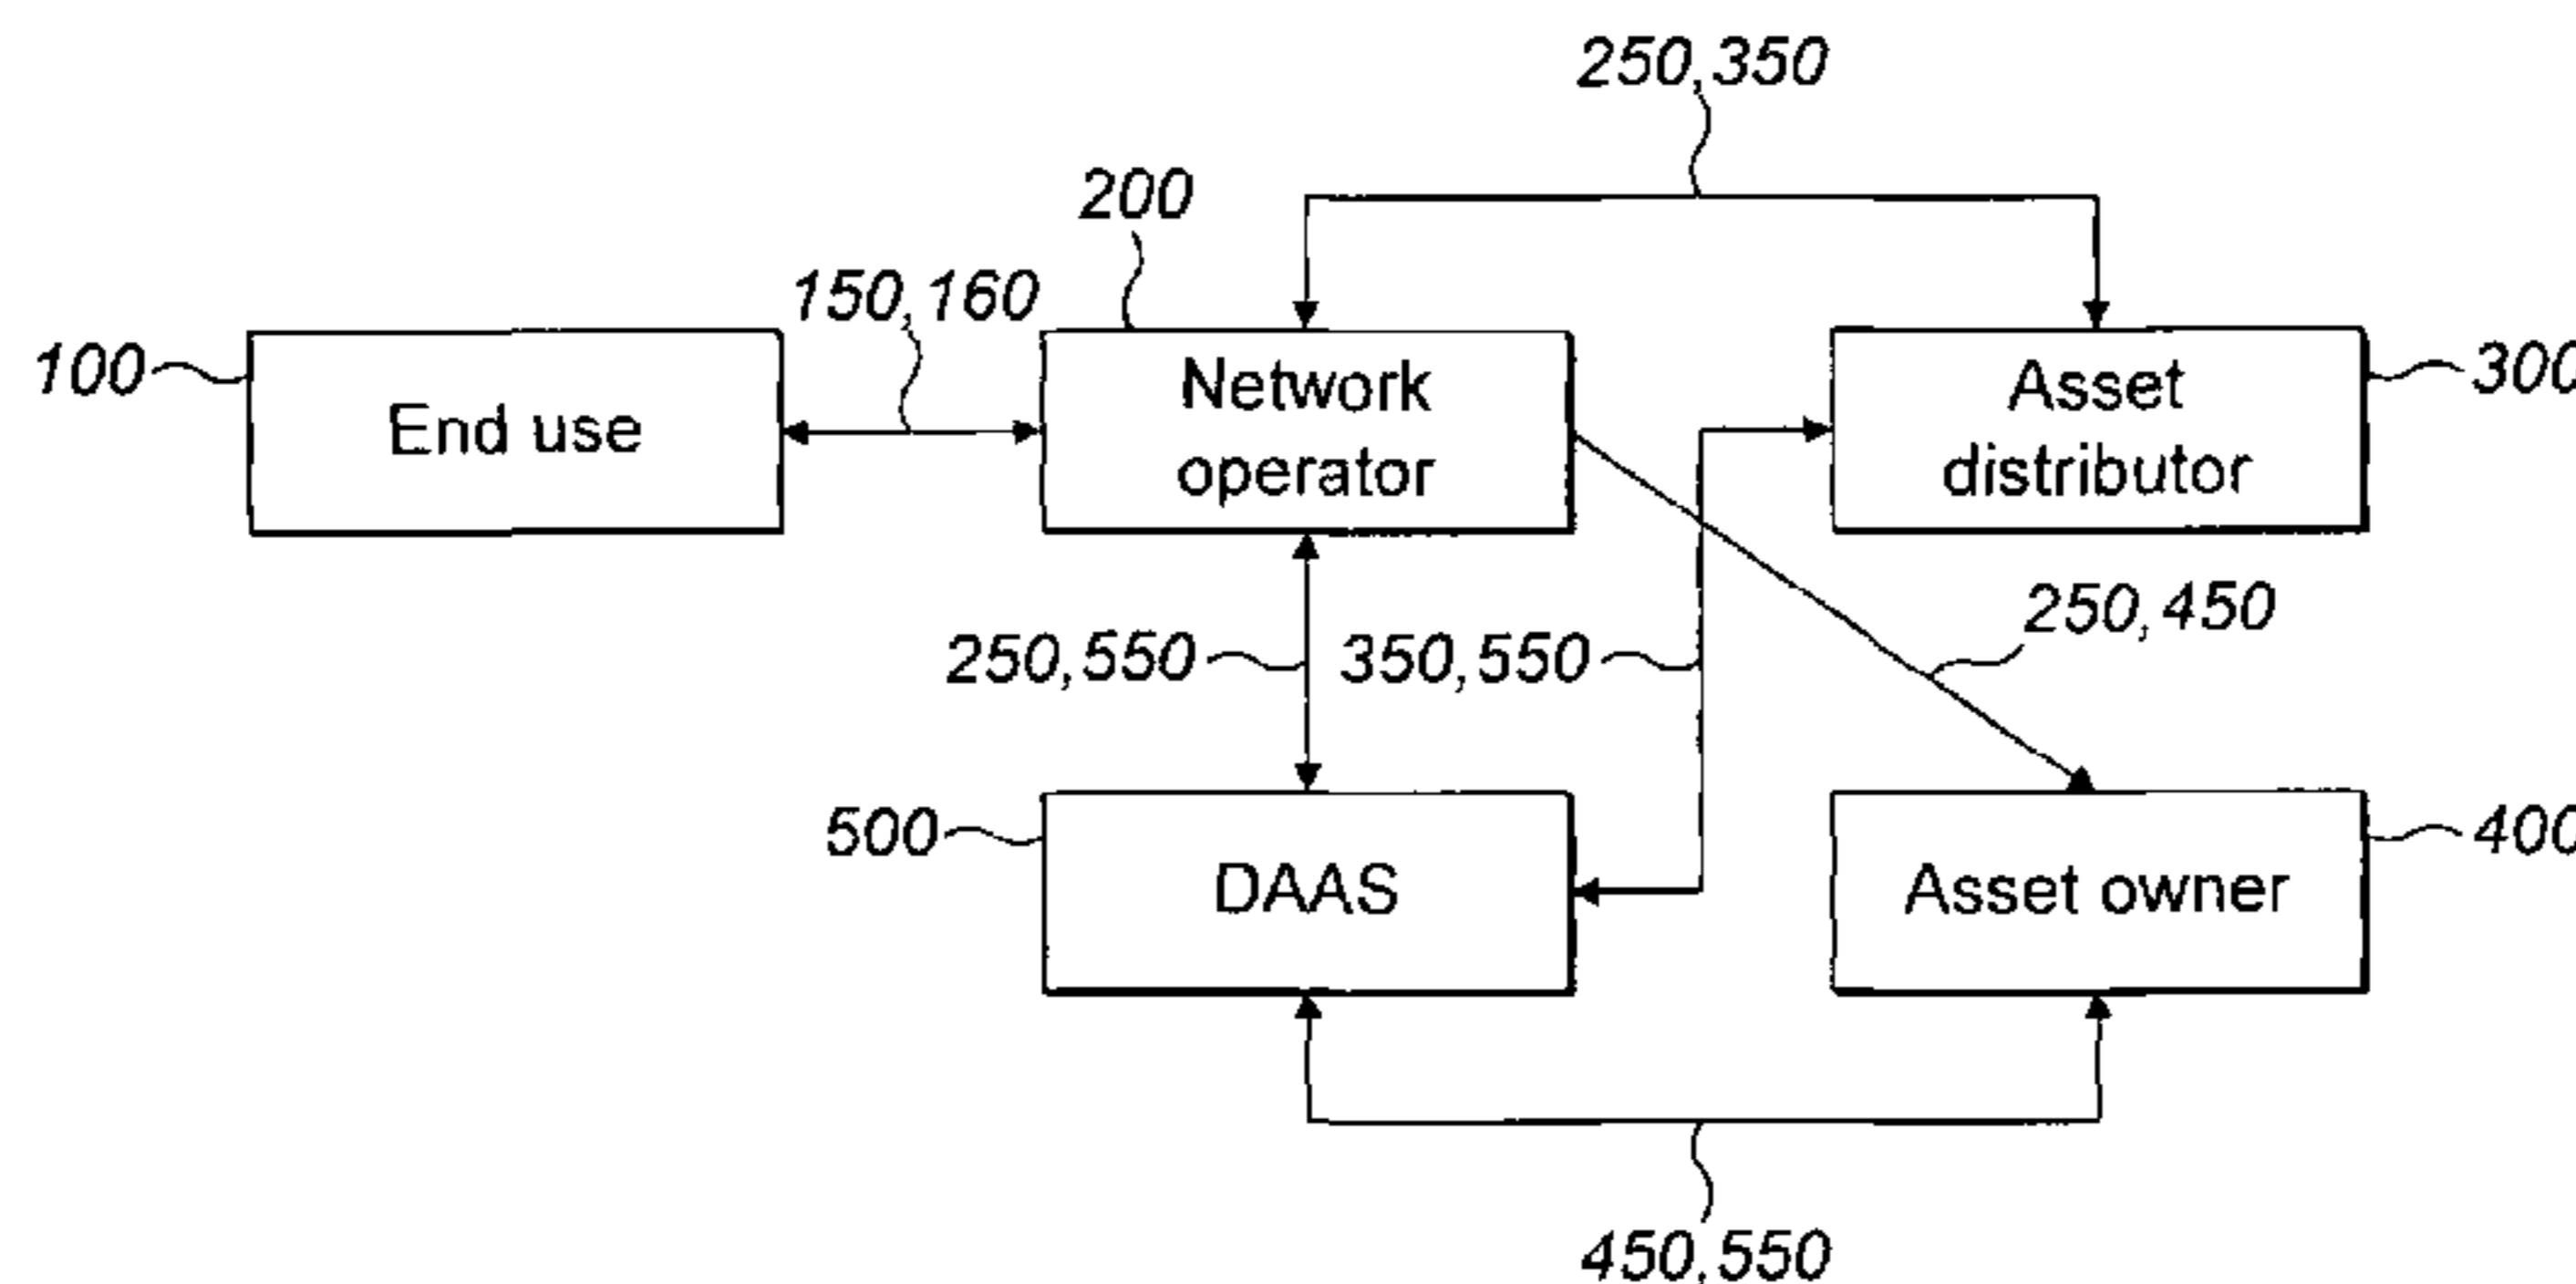 250,350
200
150,160
100
End use
Network
operator
Asset
distributor
300
250,450
250,550
350,550
500
DAAS
Asset owner
400
450,550